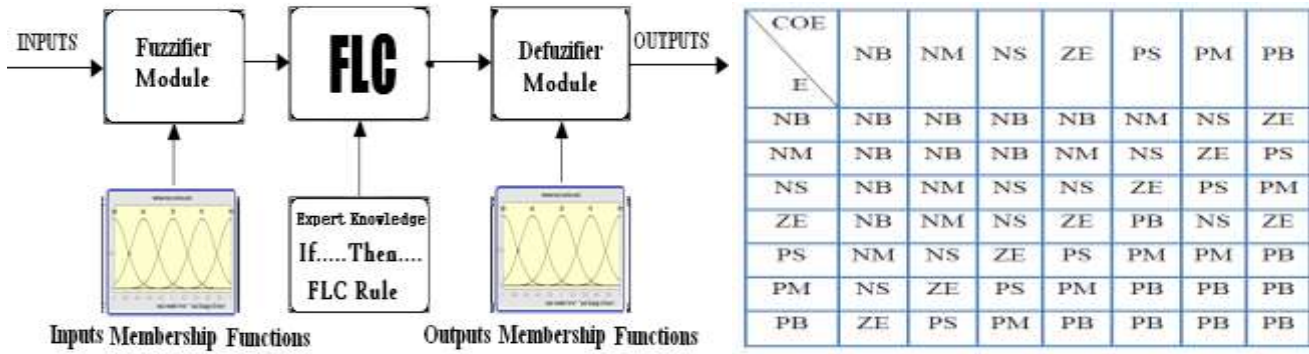 INPUTS
Fuzzifier
Module
FLC
Defuzifier
Module
OUTPUTS
Expert Knowledge
If.....Then....
FLC Rule
Inputs Membership Functions
Outputs Membership Functions
COE
E
NB NM NS ZE PS PM PB
NB NB NB NB NB NM NS ZE
NM NB NB NB NM NS ZE PS
NS NB NM NS NS ZE PS PM
ZE NB NM NS ZE PB NS ZE
PS NM NS ZE PS PM PM PB
PM NS ZE PS PM PB PB PB
PB ZE PS PM PB PB PB PB